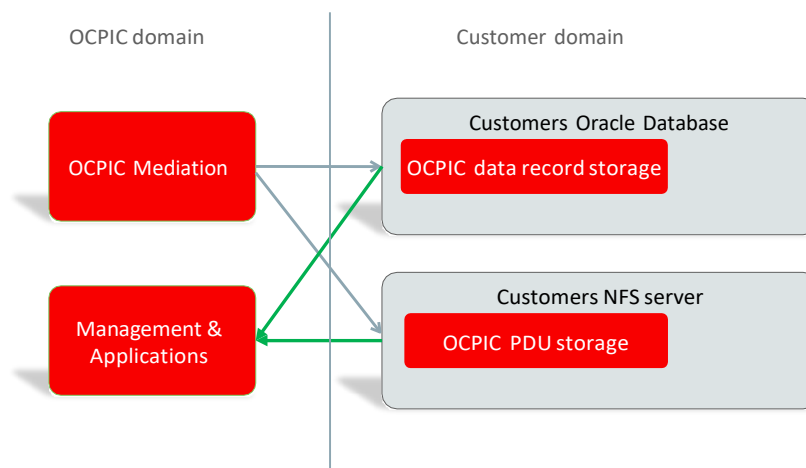 OCPIC domain
Customer domain
Customers Oracle Database
OCPIC Mediation
OCPIC data record storage
Customers NFS server
Management &
Applications
OCPIC PDU storage